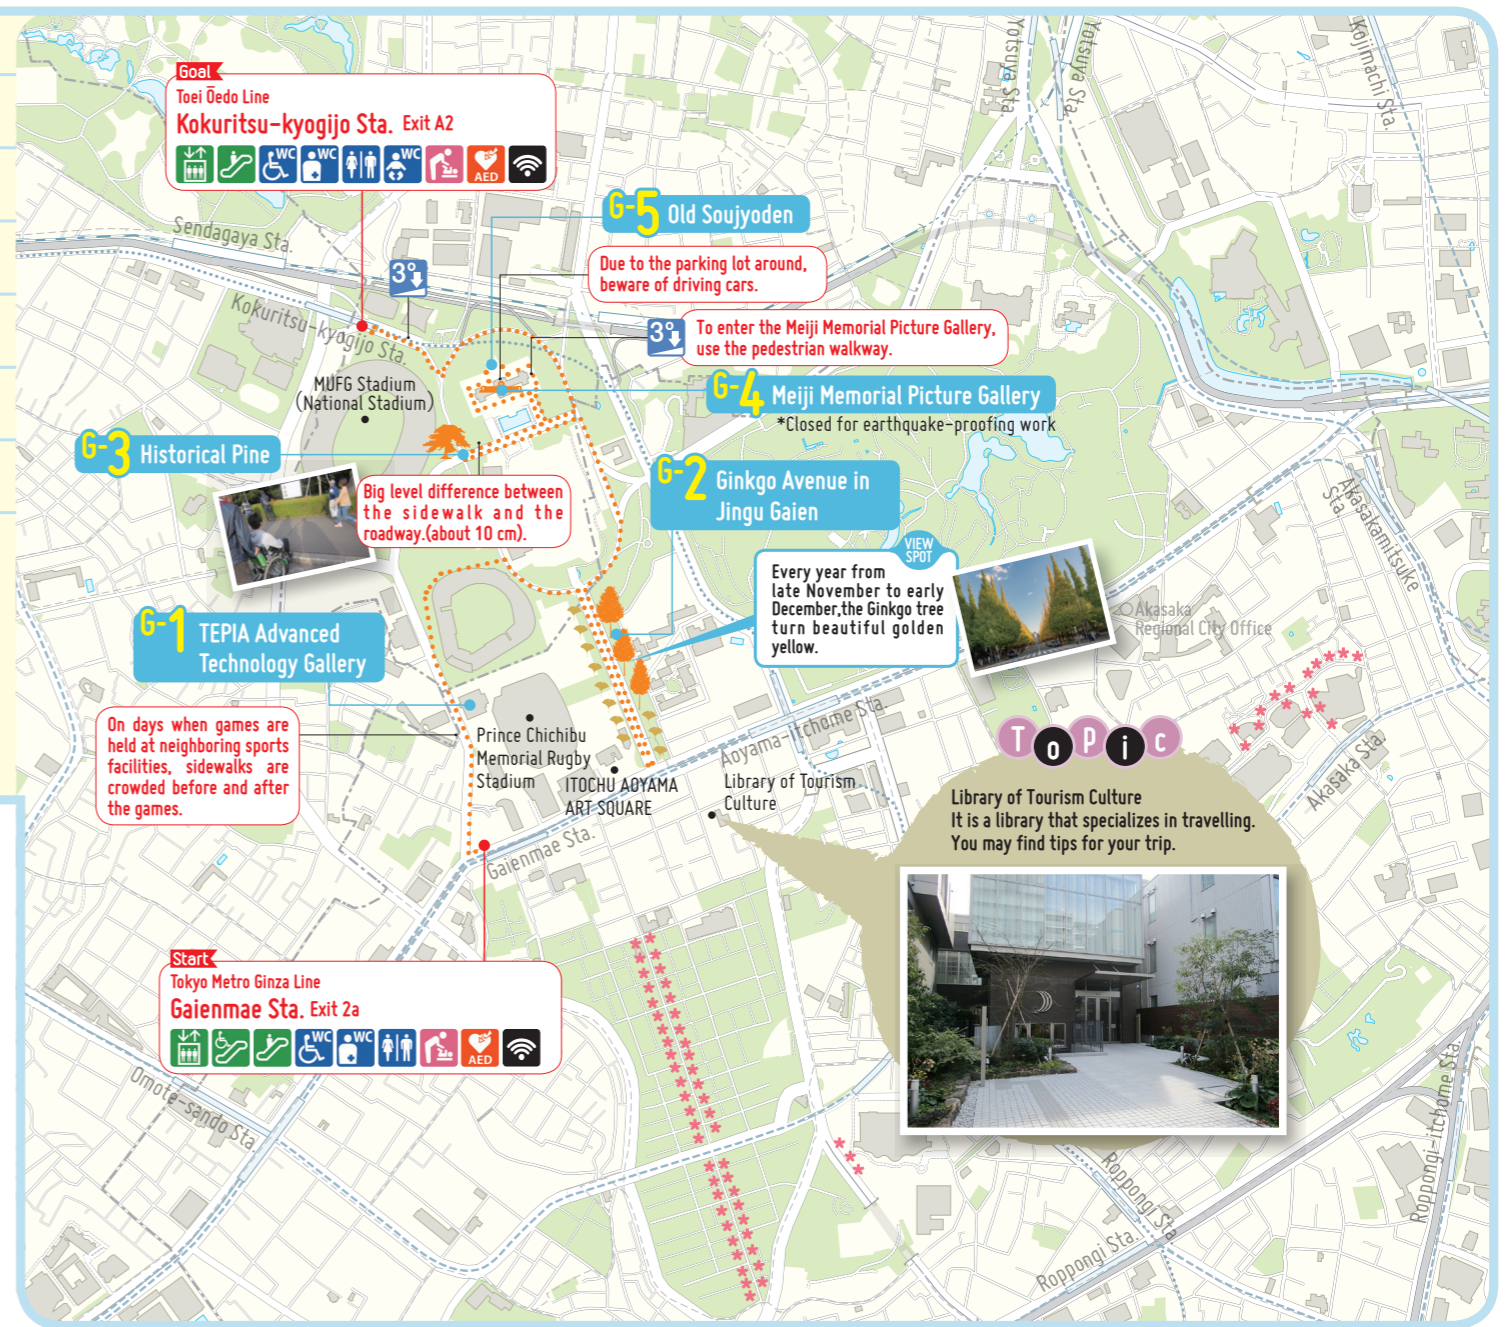 Goal
Toei Ōedo Line
Kokuritsu-kyogijo Sta. Exit A2
WC
WC
WC
AED
Yotsuya Sta.
Yotsuya Sta.
Kojimachi Sta.
Sendagaya Sta.
G-5 Old Soujyoden
Due to the parking lot around,
beware of driving cars.
3°
Kokuritsu-kyogijo Sta.
3°
To enter the Meiji Memorial Picture Gallery,
use the pedestrian walkway.
MUFG Stadium
(National Stadium)
G-4 Meiji Memorial Picture Gallery
*Closed for earthquake-proofing work
G-3 Historical Pine
G-2 Ginkgo Avenue in
Jingu Gaien
Big level difference between
the sidewalk and the
roadway.(about 10 cm).
VIEW
SPOT
Every year from
late November to early
December,the Ginkgo tree
turn beautiful golden
yellow.
Akasakamitsuke
Sta.
Akasaka
Regional City Office
G-1 TEPIA Advanced
Technology Gallery
On days when games are
held at neighboring sports
facilities, sidewalks are
crowded before and after
the games.
Prince Chichibu
Memorial Rugby
Stadium
ITOCHU AOYAMA
ART SQUARE
Aoyama-itchome Sta.
Library of Tourism
Culture
Gaienmae Sta.
Akasaka Sta.
Topic
Library of Tourism Culture
It is a library that specializes in travelling.
You may find tips for your trip.
Start
Tokyo Metro Ginza Line
Gaienmae Sta. Exit 2a
WC
WC
AED
Omote-sando Sta.
Roppongi Sta.
Roppongi Sta.
Roppongi-itchome Sta.